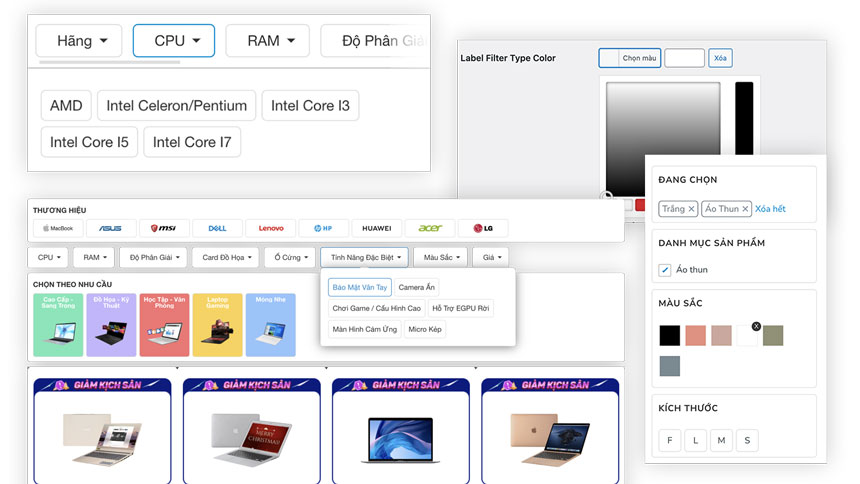 Hãng
CPU
RAM
Độ Phân Giải
AMD
Intel Celeron/Pentium
Intel Core I3
Intel Core I5
Intel Core I7
Label Filter Type Color
Chọn màu
Xóa
ĐANG CHỌN
Trắng ×
Áo Thun ×
Xóa hết
DANH MỤC SẢN PHẨM
Áo thun
MÀU SẮC
X
KÍCH THƯỚC
F
L
M
S
THƯƠNG HIỆU
MacBook
ASUS
msi
DELL
Lenovo
HP
HUAWEI
acer
LG
CPU
RAM
Độ Phân Giải
Card Đồ Họa
Ổ Cứng
Tính Năng Đặc Biệt
Màu Sắc
Giá
Bảo Mật Vân Tay
Camera Ẩn
Chơi Game / Cấu Hình Cao
Hỗ Trợ EGPU Rời
Màn Hình Cảm Ứng
Micro Kép
CHỌN THEO NHU CẦU
Cao Cấp -
Sang Trọng
Đồ Họa - Kỹ
Thuật
Học Tập - Văn
Phòng
Laptop
Gaming
Mỏng Nhẹ
GIẢM KỊCH SÂN
GIẢM KỊCH SÂN
GIẢM KỊCH SÂN
GIẢM KỊCH SÂN
MERRY
CHRISTMAS